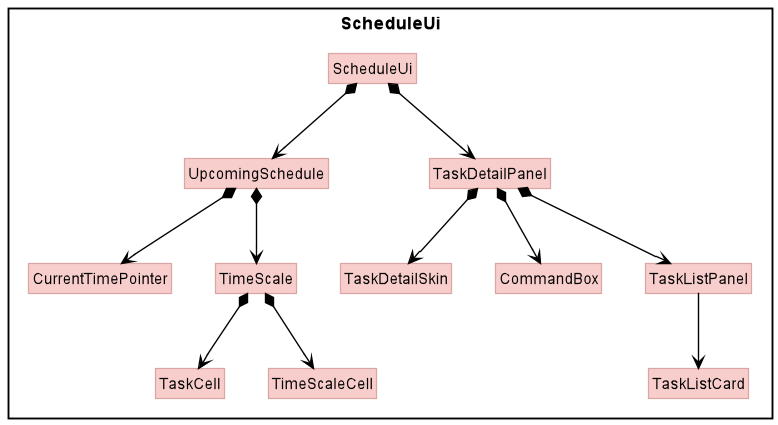 ScheduleUi
ScheduleUi
UpcomingSchedule
TaskDetailPanel
CurrentTimePointer
TimeScale
TaskDetailSkin
CommandBox
TaskListPanel
TaskCell
TimeScaleCell
TaskListCard